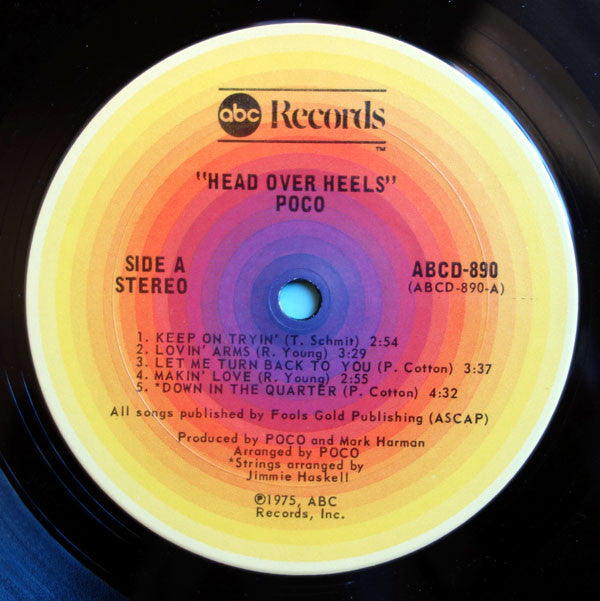 abc Records
TM
"HEAD OVER HEELS"
POCO
SIDE A
STEREO
ABCD-890
(ABCD-890-A)
1. KEEP ON TRYIN' (T. Schmit) 2:54
2. LOVIN' ARMS (R. Young) 3:29
3. LET ME TURN BACK TO YOU (P. Cotton) 3:37
4. MAKIN' LOVE (R. Young) 2:55
5. *DOWN IN THE QUARTER (P. Cotton) 4:32
All songs published by Fools Gold Publishing (ASCAP)
Produced by POCO and Mark Harman
Arranged by POCO
*Strings arranged by
Jimmie Haskell
℗1975, ABC
Records, Inc.